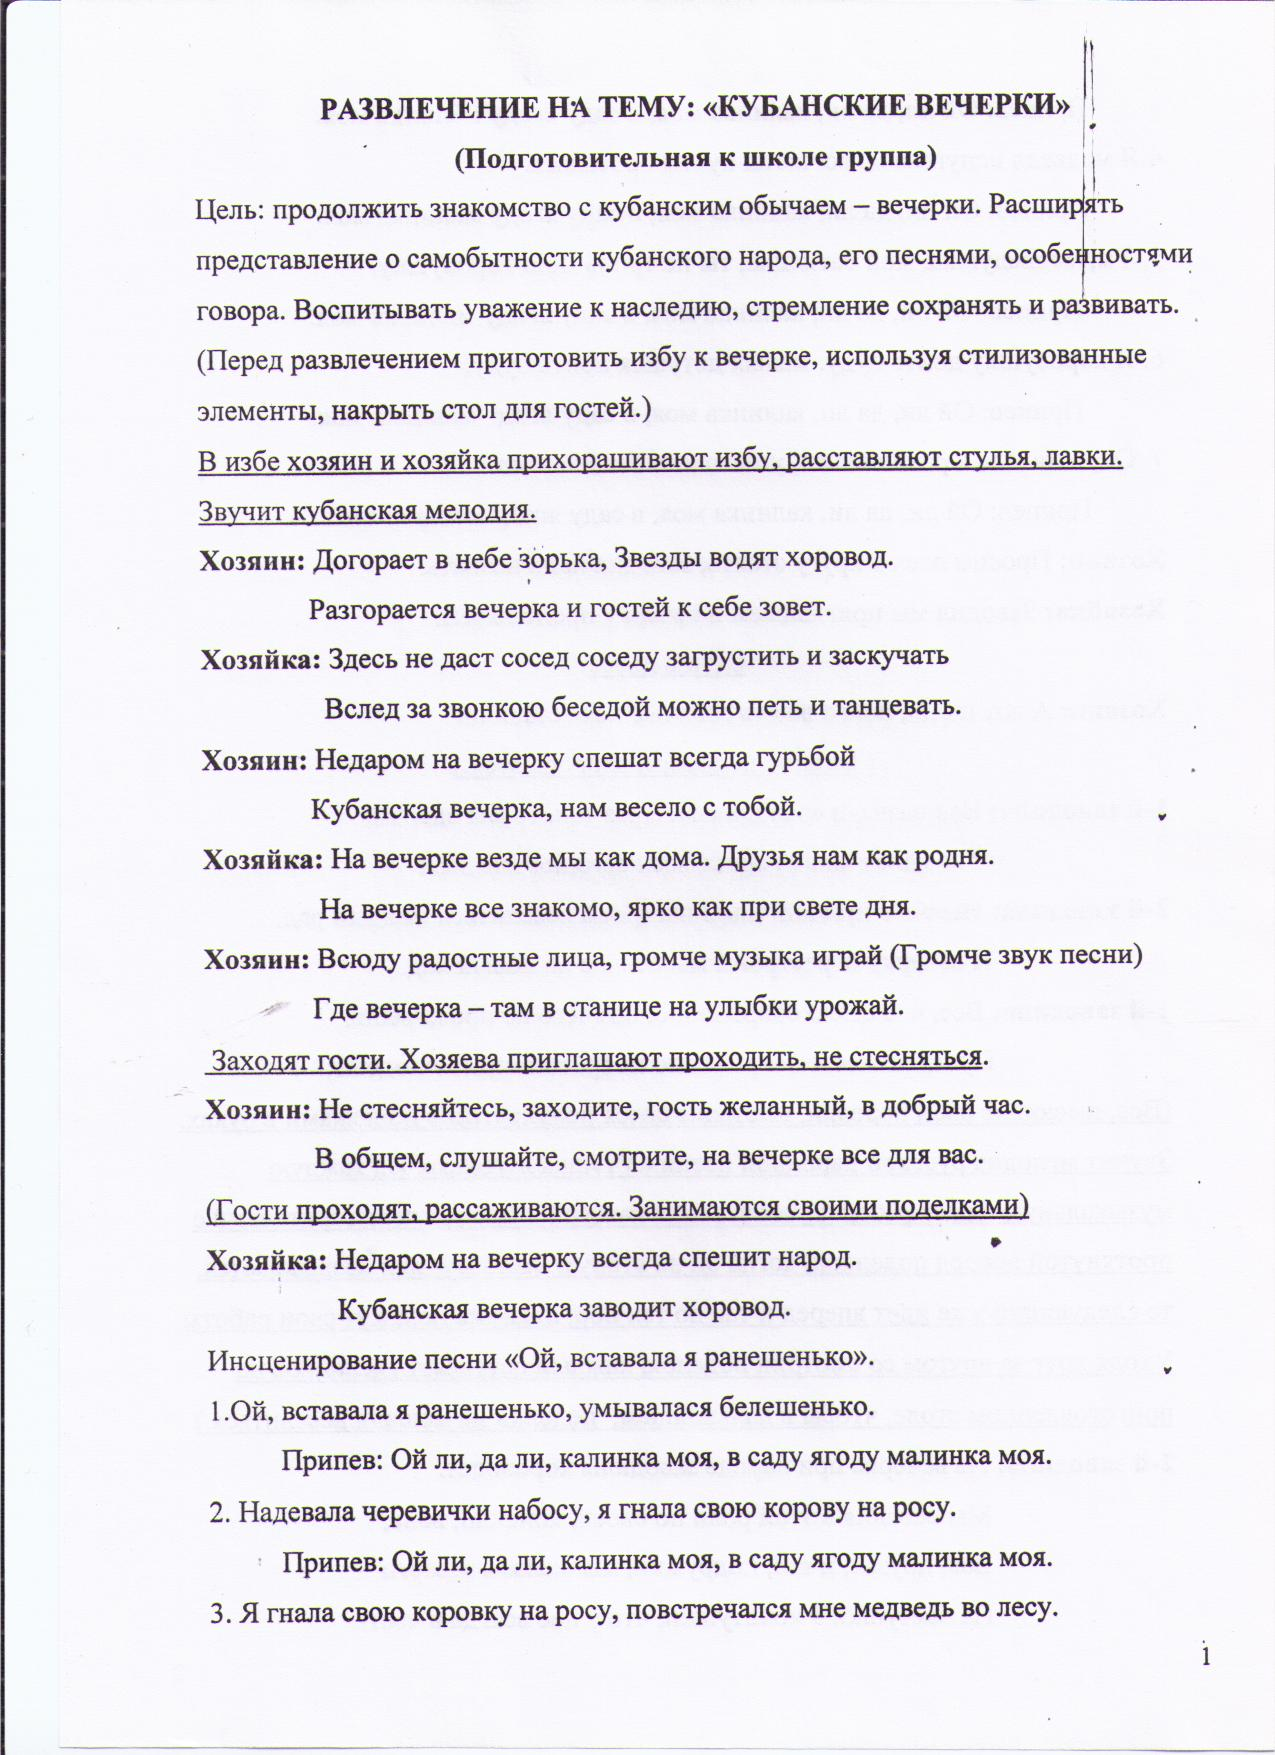 РАЗВЛЕЧЕНИЕ НА ТЕМУ: «КУБАНСКИЕ ВЕЧЕРКИ»
(Подготовительная к школе группа)
Цель: продолжить знакомство с кубанским обычаем – вечерки. Расширять
представление о самобытности кубанского народа, его песнями, особенностями
говора. Воспитывать уважение к наследию, стремление сохранять и развивать.
(Перед развлечением приготовить избу к вечерке, используя стилизованные
элементы, накрыть стол для гостей.)
В избе хозяин и хозяйка прихорашивают избу, расставляют стулья, лавки.
Звучит кубанская мелодия.
Хозяин: Догорает в небе зорька, Звезды водят хоровод.
Разгорается вечерка и гостей к себе зовет.
Хозяйка: Здесь не даст сосед соседу загрустить и заскучать
Вслед за звонкою беседой можно петь и танцевать.
Хозяин: Недаром на вечерку спешат всегда гурьбой
Кубанская вечерка, нам весело с тобой.
Хозяйка: На вечерке везде мы как дома. Друзья нам как родня.
На вечерке все знакомо, ярко как при свете дня.
Хозяин: Всюду радостные лица, громче музыка играй (Громче звук песни)
Где вечерка – там в станице на улыбки урожай.
Заходят гости. Хозяева приглашают проходить, не стесняться.
Хозяин: Не стесняйтесь, заходите, гость желанный, в добрый час.
В общем, слушайте, смотрите, на вечерке все для вас.
(Гости проходят, рассаживаются. Занимаются своими поделками)
Хозяйка: Недаром на вечерку всегда спешит народ.
Кубанская вечерка заводит хоровод.
Инсценирование песни «Ой, вставала я ранешенько».
1.Ой, вставала я ранешенько, умывалася белешенько.
Припев: Ой ли, да ли, калинка моя, в саду ягоду малинка моя.
2. Надевала черевички набосу, я гнала свою корову на росу.
Припев: Ой ли, да ли, калинка моя, в саду ягоду малинка моя.
3. Я гнала свою коровку на росу, повстречался мне медведь во лесу.
1